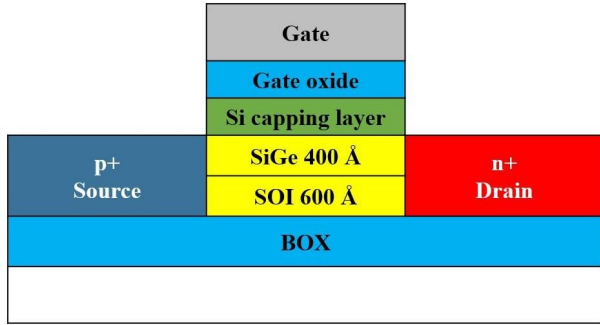 Gate
Gate oxide
Si capping layer
SiGe 400 Å
SOI 600 Å
p+
Source
n+
Drain
BOX